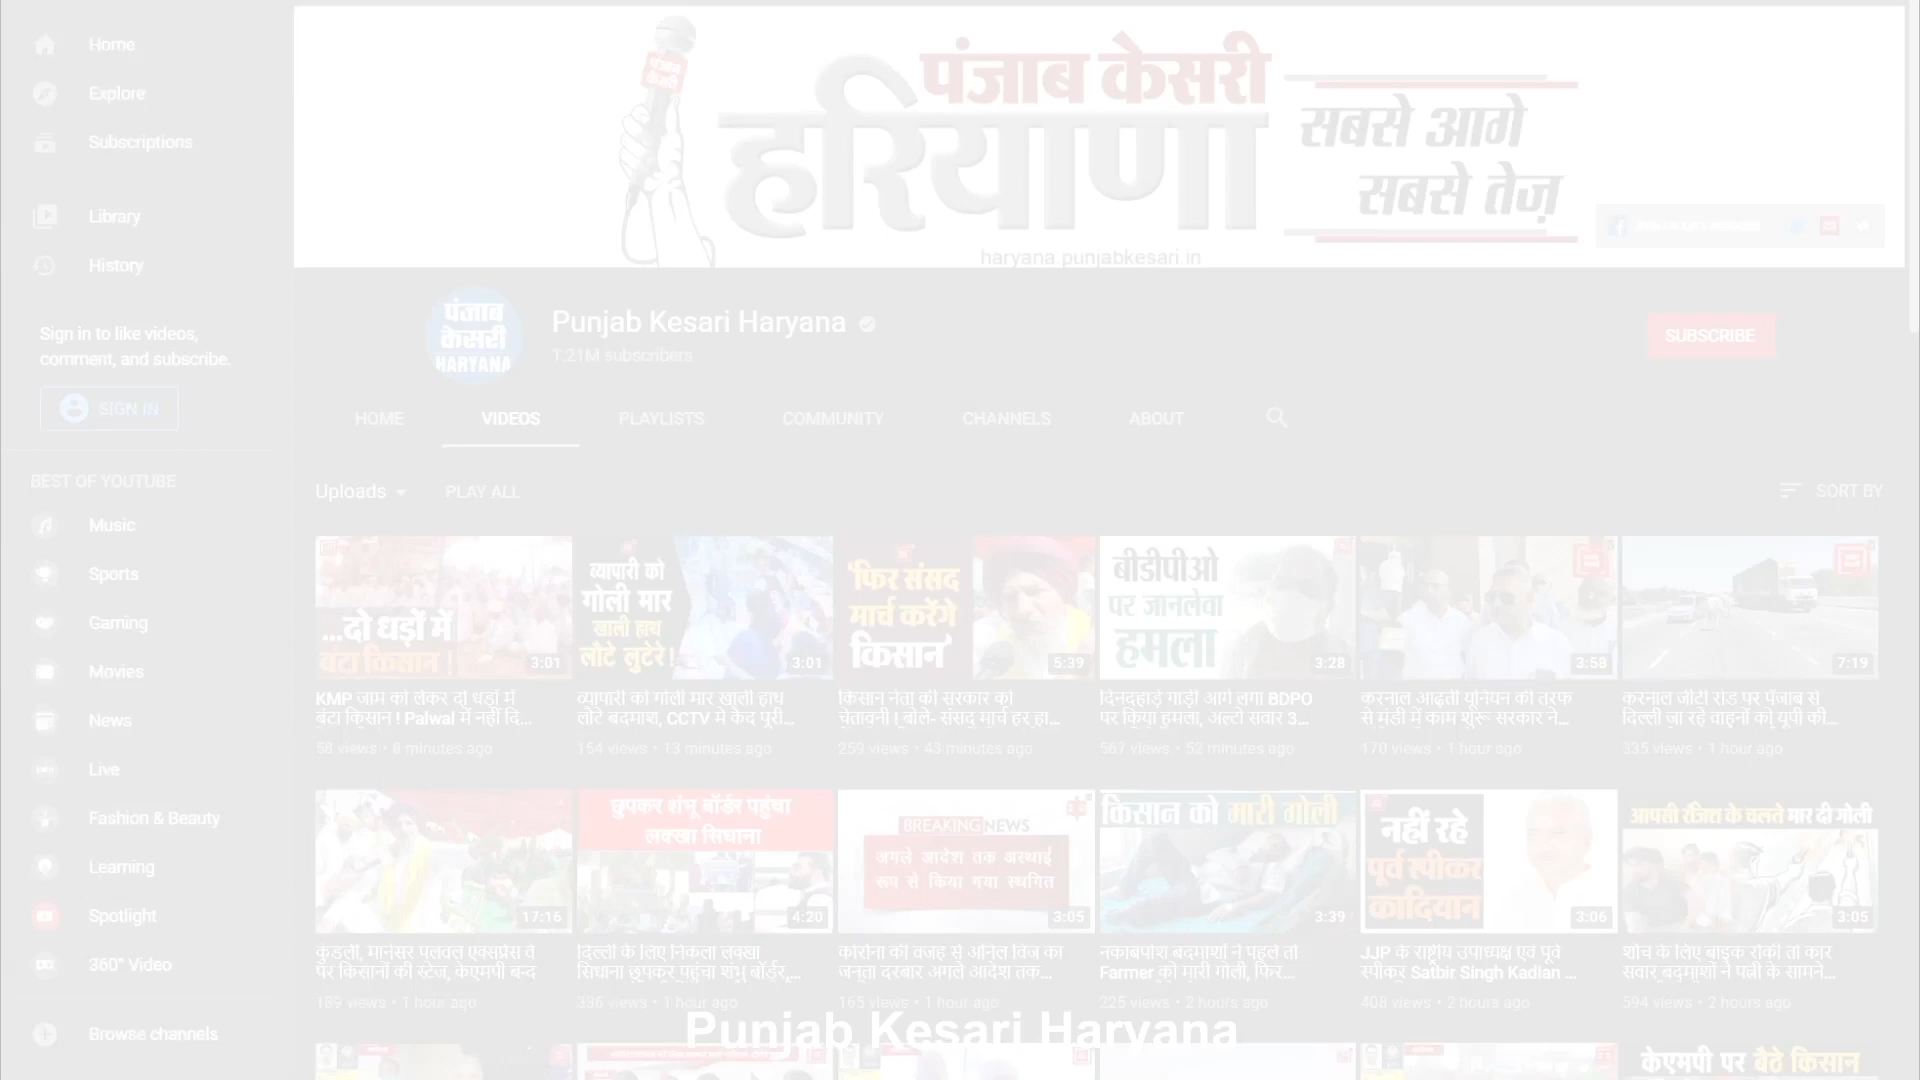 Home
Explore
Subscriptions
Library
History
Sign in to like videos,
comment, and subscribe.
SIGN IN
BEST OF YOUTUBE
Music
Sports
Gaming
Movies
News
Live
Fashion & Beauty
Learning
Spotlight
360° Video
Browse channels
पंजाब केसरी
हरियाणा
सबसे आगे
सबसे तेज़
haryana.punjabkesari.in
पंजाब
केसरी
HARYANA
Punjab Kesari Haryana
1.21M subscribers
SUBSCRIBE
HOME VIDEOS PLAYLISTS COMMUNITY CHANNELS ABOUT
Uploads PLAY ALL SORT BY
...दो धड़ों में
बंटा किसान !
3:01
KMP जाम को लेकर दो धड़ों में
बंटा किसान ! Palwal में नहीं दि...
58 views • 8 minutes ago
व्यापारी को
गोली मार
खाली हाथ
लौटे लुटेरे !
3:01
व्यापारी को गोली मार खाली हाथ
लौटे बदमाश, CCTV में कैद पूरी...
154 views • 13 minutes ago
'फिर संसद
मार्च करेंगे
किसान'
5:39
किसान नेता की सरकार को
चेतावनी ! बोले- संसद मार्च हर हा...
259 views • 43 minutes ago
बीडीपीओ
पर जानलेवा
हमला
3:28
दिनदहाड़े गाड़ी आगे लगा BDPO
पर किया हमला, अल्टो सवार 3...
567 views • 52 minutes ago
3:58
करनाल आढ़ती यूनियन की तरफ
से मंडी में काम शुरू सरकार ने...
170 views • 1 hour ago
7:19
करनाल जीटी रोड पर पंजाब से
दिल्ली जा रहे वाहनों को यूपी की...
335 views • 1 hour ago
17:16
कुंडली, मानेसर पलवल एक्सप्रेस वे
पर किसानों की स्टेज, केएमपी बन्द
189 views • 1 hour ago
छुपकर शंभू बॉर्डर पहुंचा
लक्खा सिधाना
4:20
दिल्ली के लिए निकला लक्खा
सिधाना छुपकर पहुंचा शंभू बॉर्डर,...
336 views • 1 hour ago
BREAKING NEWS
अगले आदेश तक अस्थाई
रूप से किया गया स्थगित
3:05
कोरोना की वजह से अनिल विज का
जनता दरबार अगले आदेश तक...
165 views • 1 hour ago
किसान को मारी गोली
3:39
नकाबपोश बदमाशों ने पहले तो
Farmer को मारी गोली, फिर...
225 views • 2 hours ago
नहीं रहे
पूर्व स्पीकर
कादियान
3:06
JJP के राष्ट्रीय उपाध्यक्ष एवं पूर्व
स्पीकर Satbir Singh Kadian ...
408 views • 2 hours ago
आपसी रंजिश के चलते मार दी गोली
3:05
शौच के लिए बाइक रोकी तो कार
सवार बदमाशों ने पत्नी के सामने...
594 views • 2 hours ago
Punjab Kesari Haryana
केएमपी पर बैठे किसान